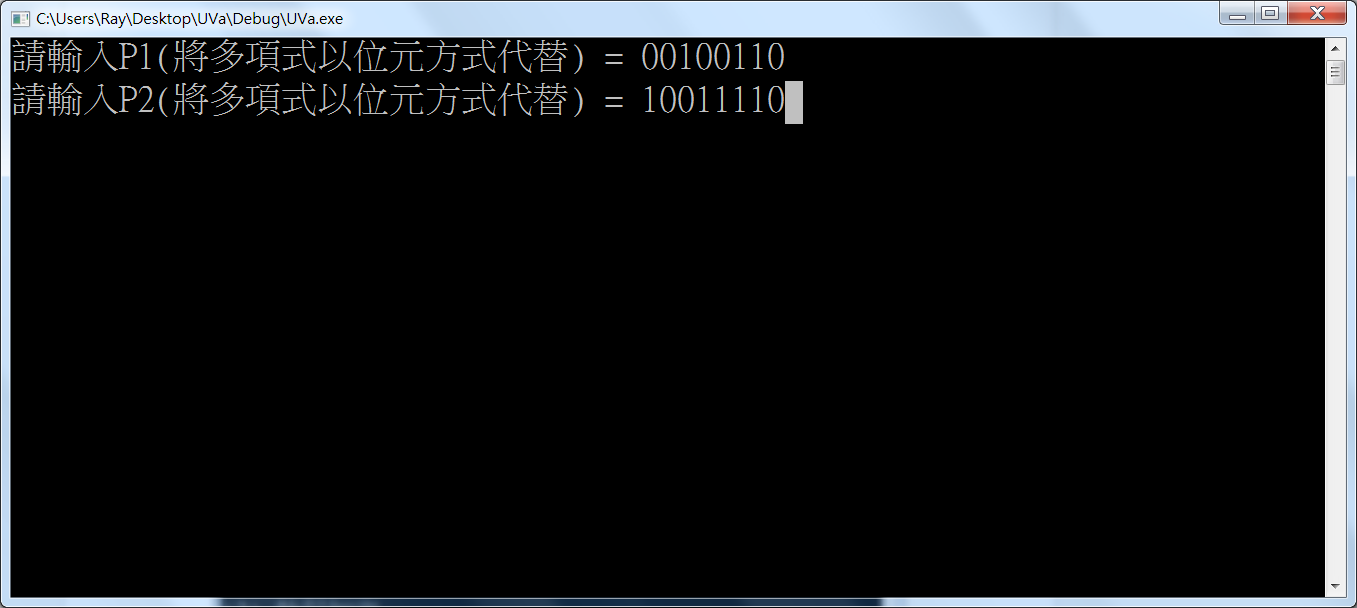 C:\Users\Ray\Desktop\UVa\Debug\UVa.exe
請輸入P1(將多項式以位元方式代替) = 00100110
請輸入P2(將多項式以位元方式代替) = 10011110